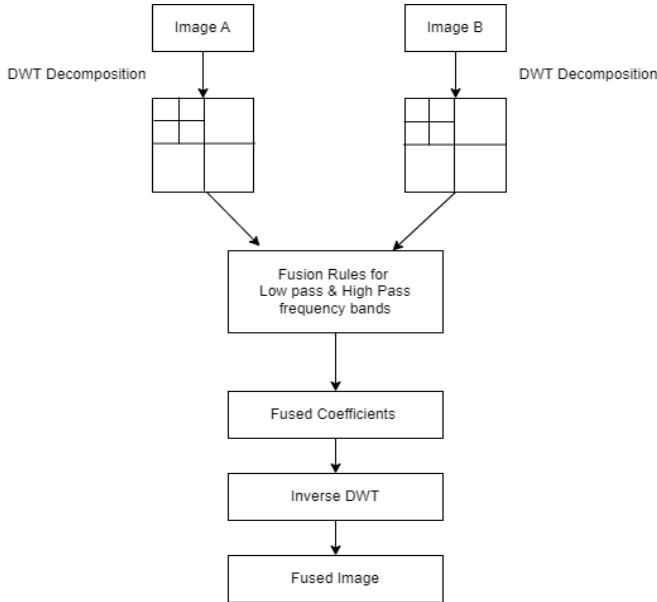 Image A
Image B
DWT Decomposition
DWT Decomposition
Fusion Rules for
Low pass & High Pass
frequency bands
Fused Coefficients
Inverse DWT
Fused Image